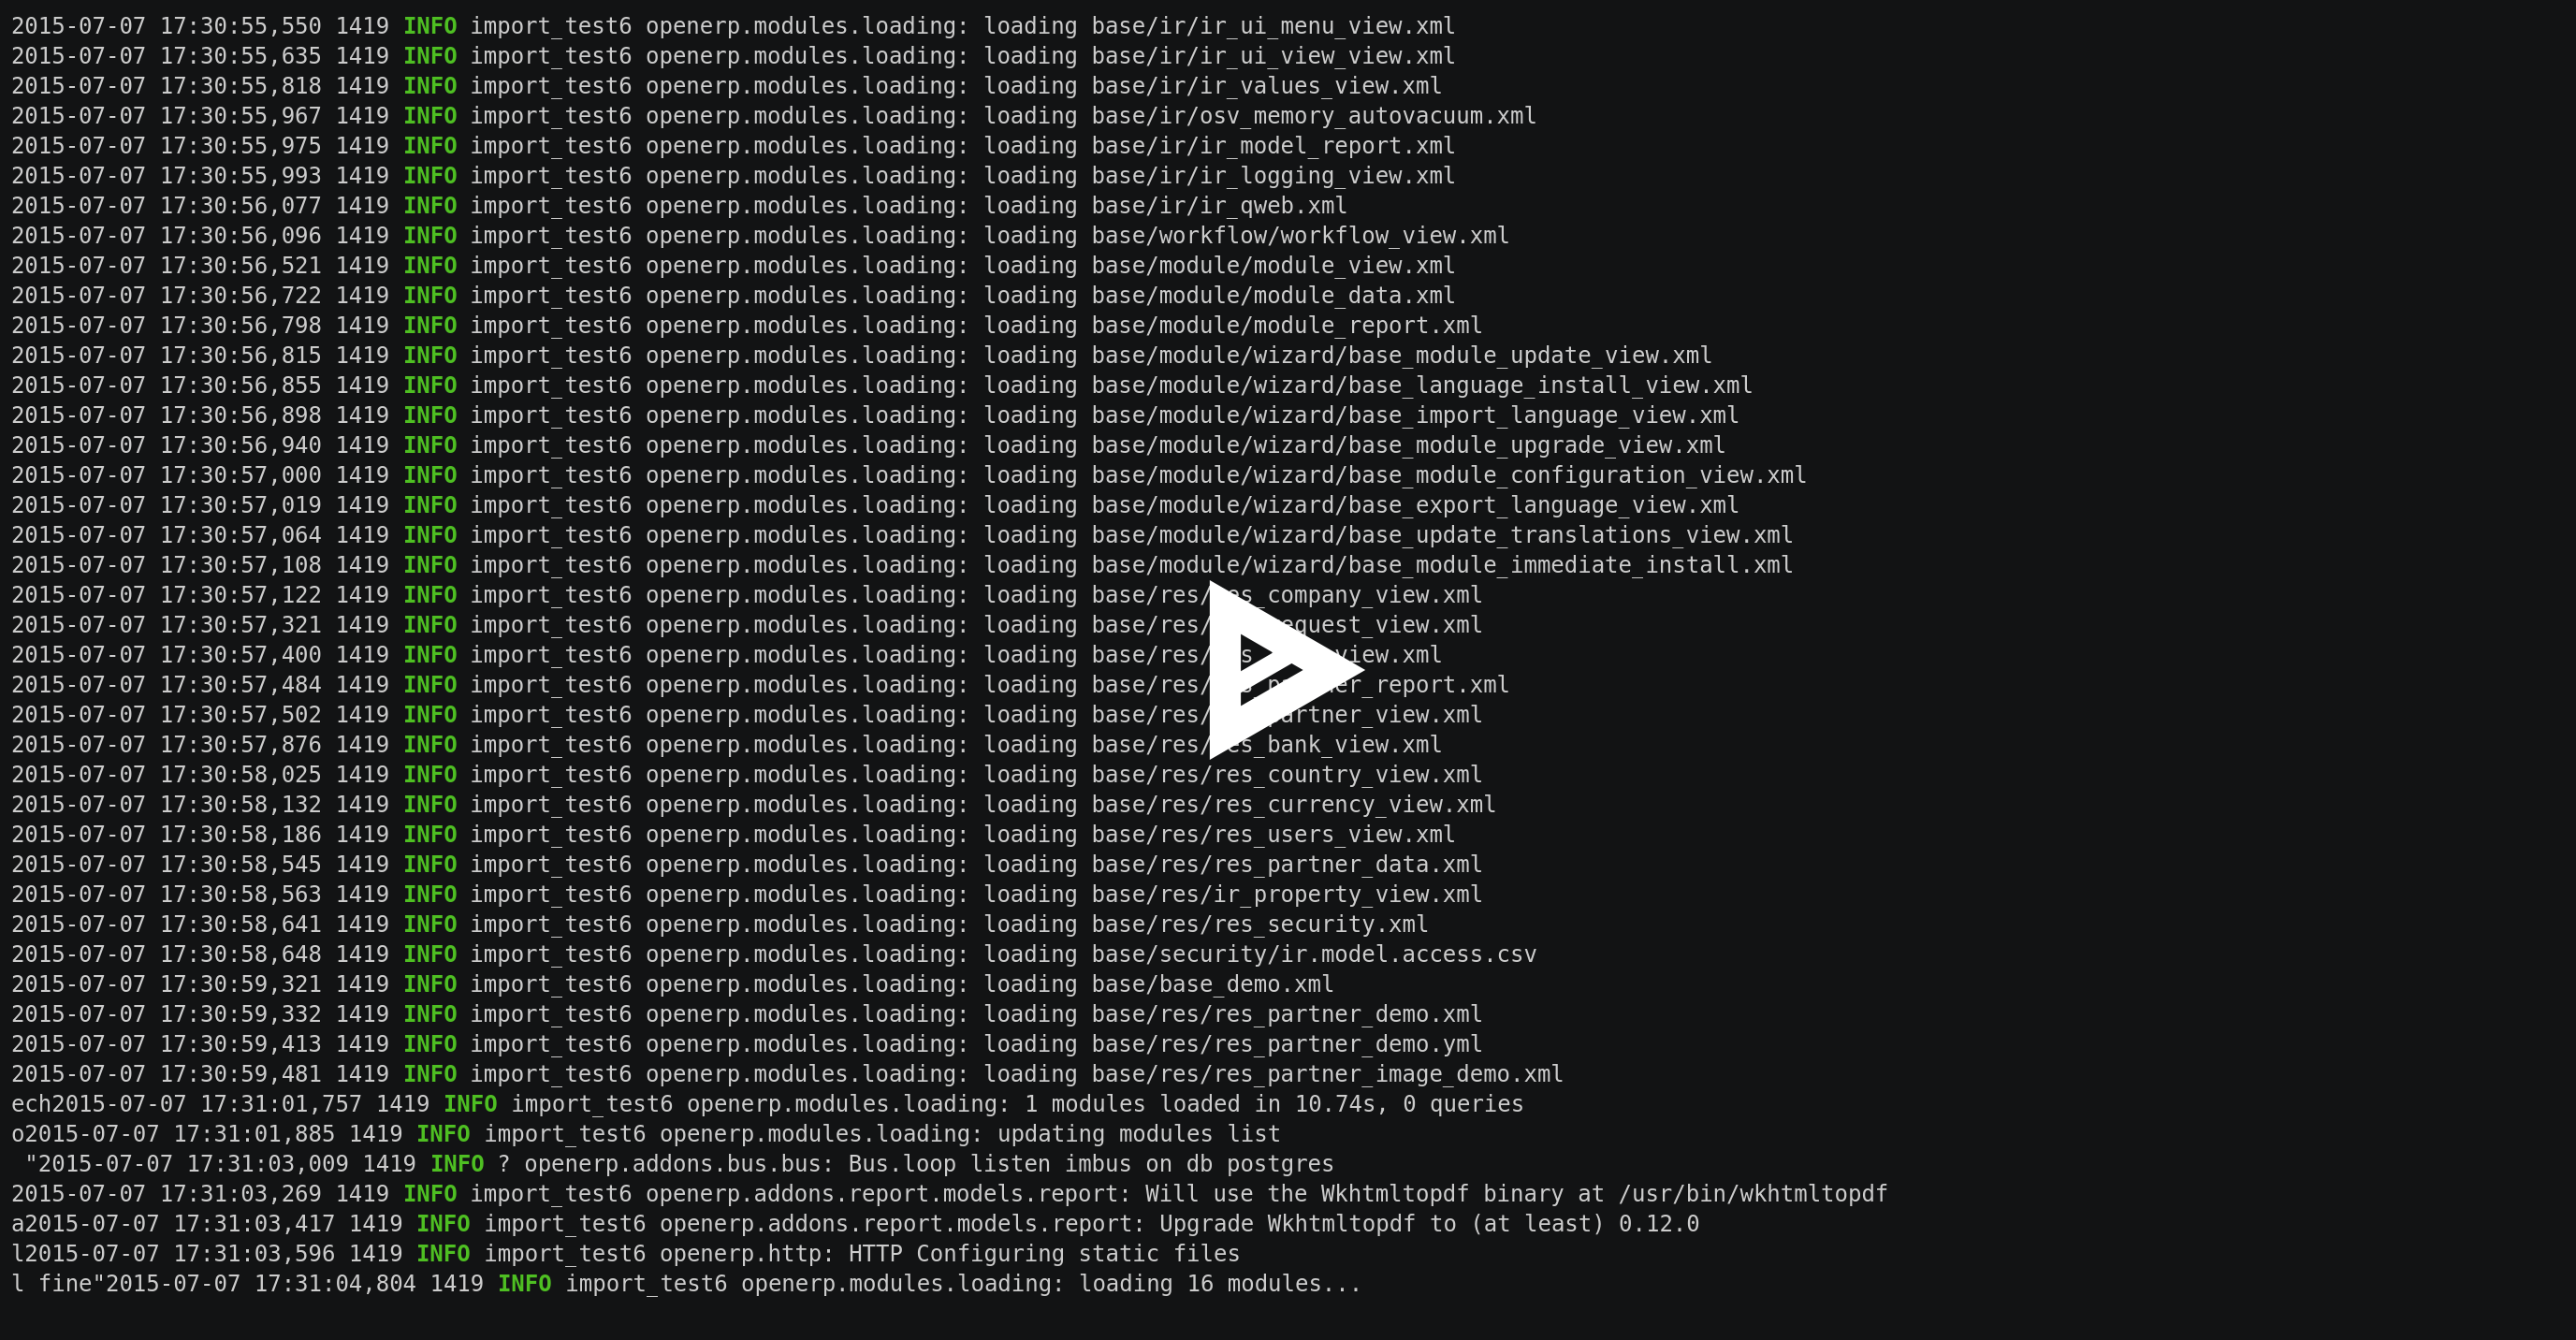 2015-07-07 17:30:55,550 1419 INFO import_test6 openerp.modules.loading: loading base/ir/ir_ui_menu_view.xml
2015-07-07 17:30:55,635 1419 INFO import_test6 openerp.modules.loading: loading base/ir/ir_ui_view_view.xml
2015-07-07 17:30:55,818 1419 INFO import_test6 openerp.modules.loading: loading base/ir/ir_values_view.xml
2015-07-07 17:30:55,967 1419 INFO import_test6 openerp.modules.loading: loading base/ir/osv_memory_autovacuum.xml
2015-07-07 17:30:55,975 1419 INFO import_test6 openerp.modules.loading: loading base/ir/ir_model_report.xml
2015-07-07 17:30:55,993 1419 INFO import_test6 openerp.modules.loading: loading base/ir/ir_logging_view.xml
2015-07-07 17:30:56,077 1419 INFO import_test6 openerp.modules.loading: loading base/ir/ir_qweb.xml
2015-07-07 17:30:56,096 1419 INFO import_test6 openerp.modules.loading: loading base/workflow/workflow_view.xml
2015-07-07 17:30:56,521 1419 INFO import_test6 openerp.modules.loading: loading base/module/module_view.xml
2015-07-07 17:30:56,722 1419 INFO import_test6 openerp.modules.loading: loading base/module/module_data.xml
2015-07-07 17:30:56,798 1419 INFO import_test6 openerp.modules.loading: loading base/module/module_report.xml
2015-07-07 17:30:56,815 1419 INFO import_test6 openerp.modules.loading: loading base/module/wizard/base_module_update_view.xml
2015-07-07 17:30:56,855 1419 INFO import_test6 openerp.modules.loading: loading base/module/wizard/base_language_install_view.xml
2015-07-07 17:30:56,898 1419 INFO import_test6 openerp.modules.loading: loading base/module/wizard/base_import_language_view.xml
2015-07-07 17:30:56,940 1419 INFO import_test6 openerp.modules.loading: loading base/module/wizard/base_module_upgrade_view.xml
2015-07-07 17:30:57,000 1419 INFO import_test6 openerp.modules.loading: loading base/module/wizard/base_module_configuration_view.xml
2015-07-07 17:30:57,019 1419 INFO import_test6 openerp.modules.loading: loading base/module/wizard/base_export_language_view.xml
2015-07-07 17:30:57,064 1419 INFO import_test6 openerp.modules.loading: loading base/module/wizard/base_update_translations_view.xml
2015-07-07 17:30:57,108 1419 INFO import_test6 openerp.modules.loading: loading base/module/wizard/base_module_immediate_install.xml
2015-07-07 17:30:57,122 1419 INFO import_test6 openerp.modules.loading: loading base/res/res_company_view.xml
2015-07-07 17:30:57,321 1419 INFO import_test6 openerp.modules.loading: loading
2015-07-07 17:30:57,400 1419 INFO import_test6 openerp.modules.loading: loading
2015-07-07 17:30:57,484 1419 INFO import_test6 openerp.modules.loading: loading
2015-07-07 17:30:57,502 1419 INFO import_test6 openerp.modules.loading: loading
2015-07-07 17:30:57,876 1419 INFO import_test6 openerp.modules.loading: loading base/res/res_bank_view.xml
2015-07-07 17:30:58,025 1419 INFO import_test6 openerp.modules.loading: loading base/res/res_country_view.xml
2015-07-07 17:30:58,132 1419 INFO import_test6 openerp.modules.loading: loading base/res/res_currency_view.xml
2015-07-07 17:30:58,186 1419 INFO import_test6 openerp.modules.loading: loading base/res/res_users_view.xml
2015-07-07 17:30:58,545 1419 INFO import_test6 openerp.modules.loading: loading base/res/res_partner_data.xml
2015-07-07 17:30:58,563 1419 INFO import_test6 openerp.modules.loading: loading base/res/ir_property_view.xml
2015-07-07 17:30:58,641 1419 INFO import_test6 openerp.modules.loading: loading base/res/res_security.xml
2015-07-07 17:30:58,648 1419 INFO import_test6 openerp.modules.loading: loading base/security/ir.model.access.csv
2015-07-07 17:30:59,321 1419 INFO import_test6 openerp.modules.loading: loading base/base_demo.xml
2015-07-07 17:30:59,332 1419 INFO import_test6 openerp.modules.loading: loading base/res/res_partner_demo.xml
2015-07-07 17:30:59,413 1419 INFO import_test6 openerp.modules.loading: loading base/res/res_partner_demo.yml
2015-07-07 17:30:59,481 1419 INFO import_test6 openerp.modules.loading: loading base/res/res_partner_image_demo.xml
ech2015-07-07 17:31:01,757 1419 INFO import_test6 openerp.modules.loading: 1 modules loaded in 10.74s, 0 queries
o2015-07-07 17:31:01,885 1419 INFO import_test6 openerp.modules.loading: updating modules list
 "2015-07-07 17:31:03,009 1419 INFO ? openerp.addons.bus.bus: Bus.loop listen imbus on db postgres
2015-07-07 17:31:03,269 1419 INFO import_test6 openerp.addons.report.models.report: Will use the Wkhtmltopdf binary at /usr/bin/wkhtmltopdf
a2015-07-07 17:31:03,417 1419 INFO import_test6 openerp.addons.report.models.report: Upgrade Wkhtmltopdf to (at least) 0.12.0
l2015-07-07 17:31:03,596 1419 INFO import_test6 openerp.http: HTTP Configuring static files
l fine"2015-07-07 17:31:04,804 1419 INFO import_test6 openerp.modules.loading: loading 16 modules...